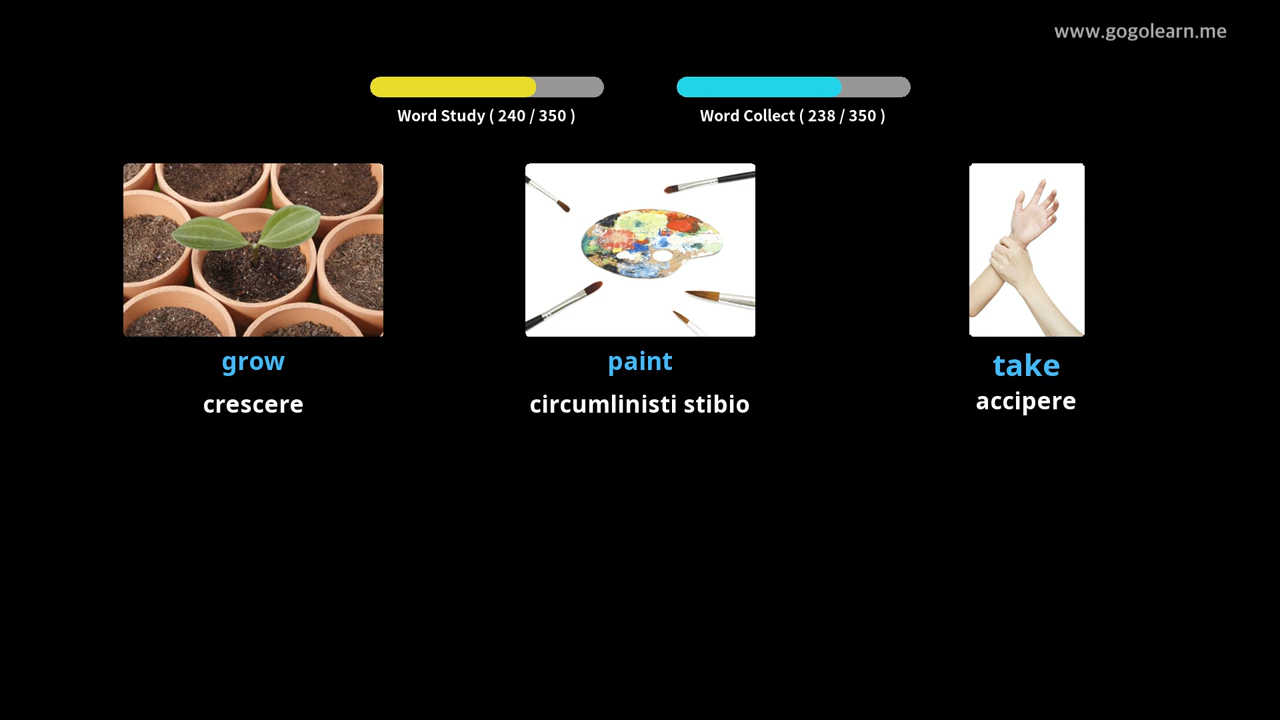 www.gogolearn.me
Word Study ( 240 / 350 )
Word Collect ( 238 / 350 )
grow
paint
take
crescere
circumlinisti stibio
accipere